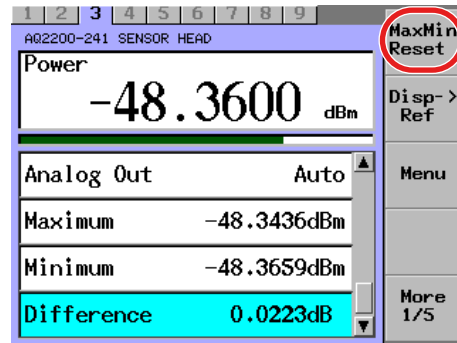 1 2 3 4 5 6 7 8 9
AQ2200-241 SENSOR HEAD
Power
-48.3600 dBm
Analog Out Auto
Maximum -48.3436dBm
Minimum -48.3659dBm
Difference 0.0223dB
MaxMin
Reset
Disp->
Ref
Menu
More
1/5